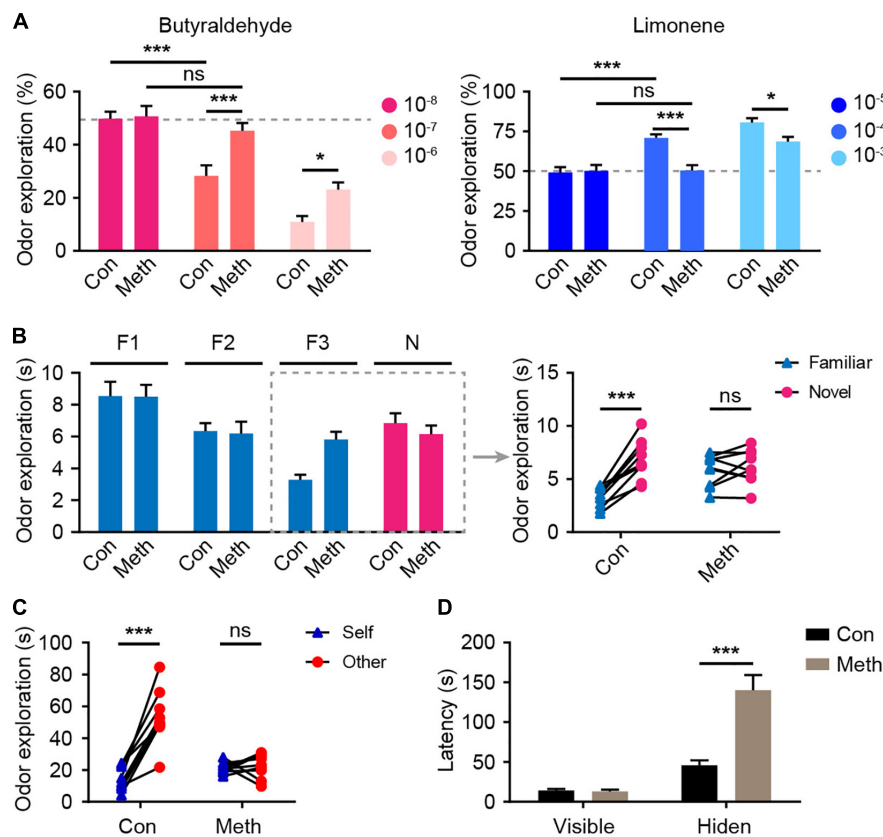 A
Butyraldehyde
Odor exploration (%)
60
40
20
0
***
ns
***
*
Con
Meth
Con
Meth
Con
Meth
10⁻⁸
10⁻⁷
10⁻⁶
Limonene
Odor exploration (%)
100
75
50
25
0
***
ns
***
*
Con
Meth
Con
Meth
Con
Meth
10⁻⁵
10⁻⁴
10⁻³
B
F1
F2
F3
N
Odor exploration (s)
10
8
6
4
2
0
Con
Meth
Con
Meth
Con
Meth
Con
Meth
Odor exploration (s)
15
10
5
0
***
ns
Con
Meth
Familiar
Novel
C
Odor exploration (s)
100
80
60
40
20
0
***
ns
Con
Meth
Self
Other
D
Latency (s)
200
150
100
50
0
***
Visible
Hiden
Con
Meth